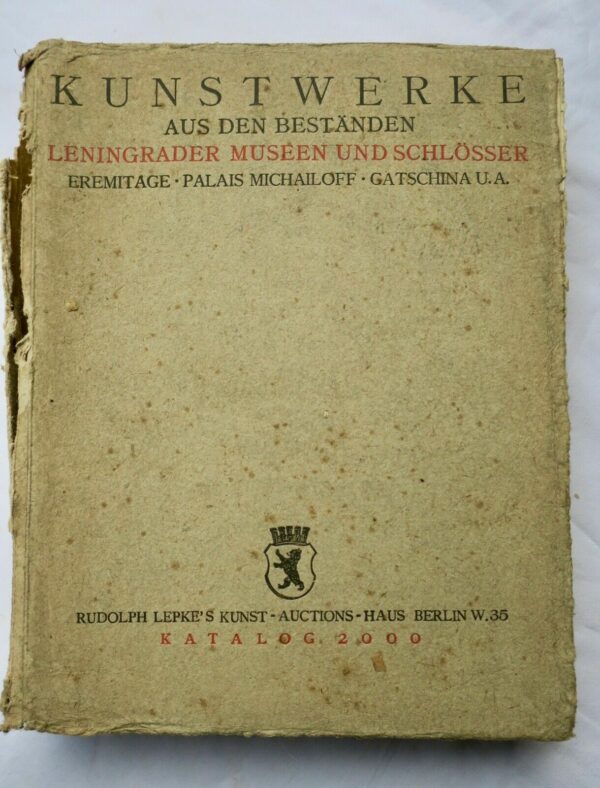 KUNSTWERKE
AUS DEN BESTÄNDEN
LENINGRADER MUSEEN UND SCHLÖSSER
EREMITAGE · PALAIS MICHAILOFF · GATSCHINA U.A.
RUDOLPH LEPKE'S KUNST - AUCTIONS - HAUS BERLIN W.35
KATALOG 2000